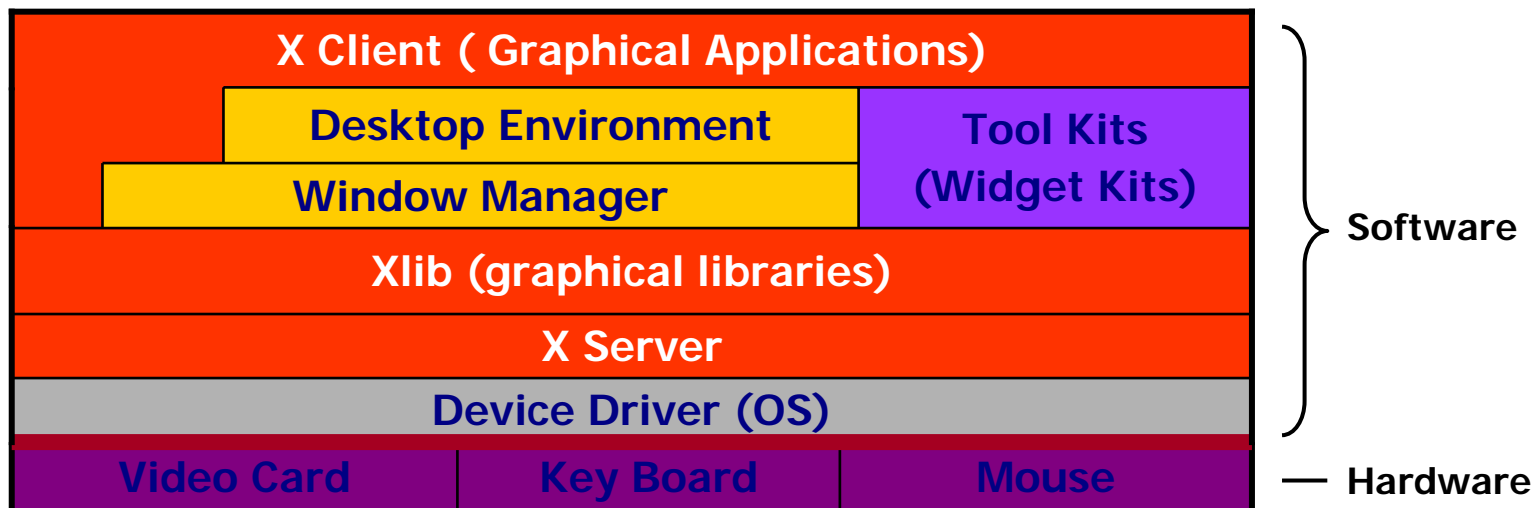 X Client ( Graphical Applications)
Desktop Environment
Tool Kits
(Widget Kits)
Window Manager
Software
Xlib (graphical libraries)
X Server
Device Driver (OS)
Video Card
Key Board
Mouse
Hardware